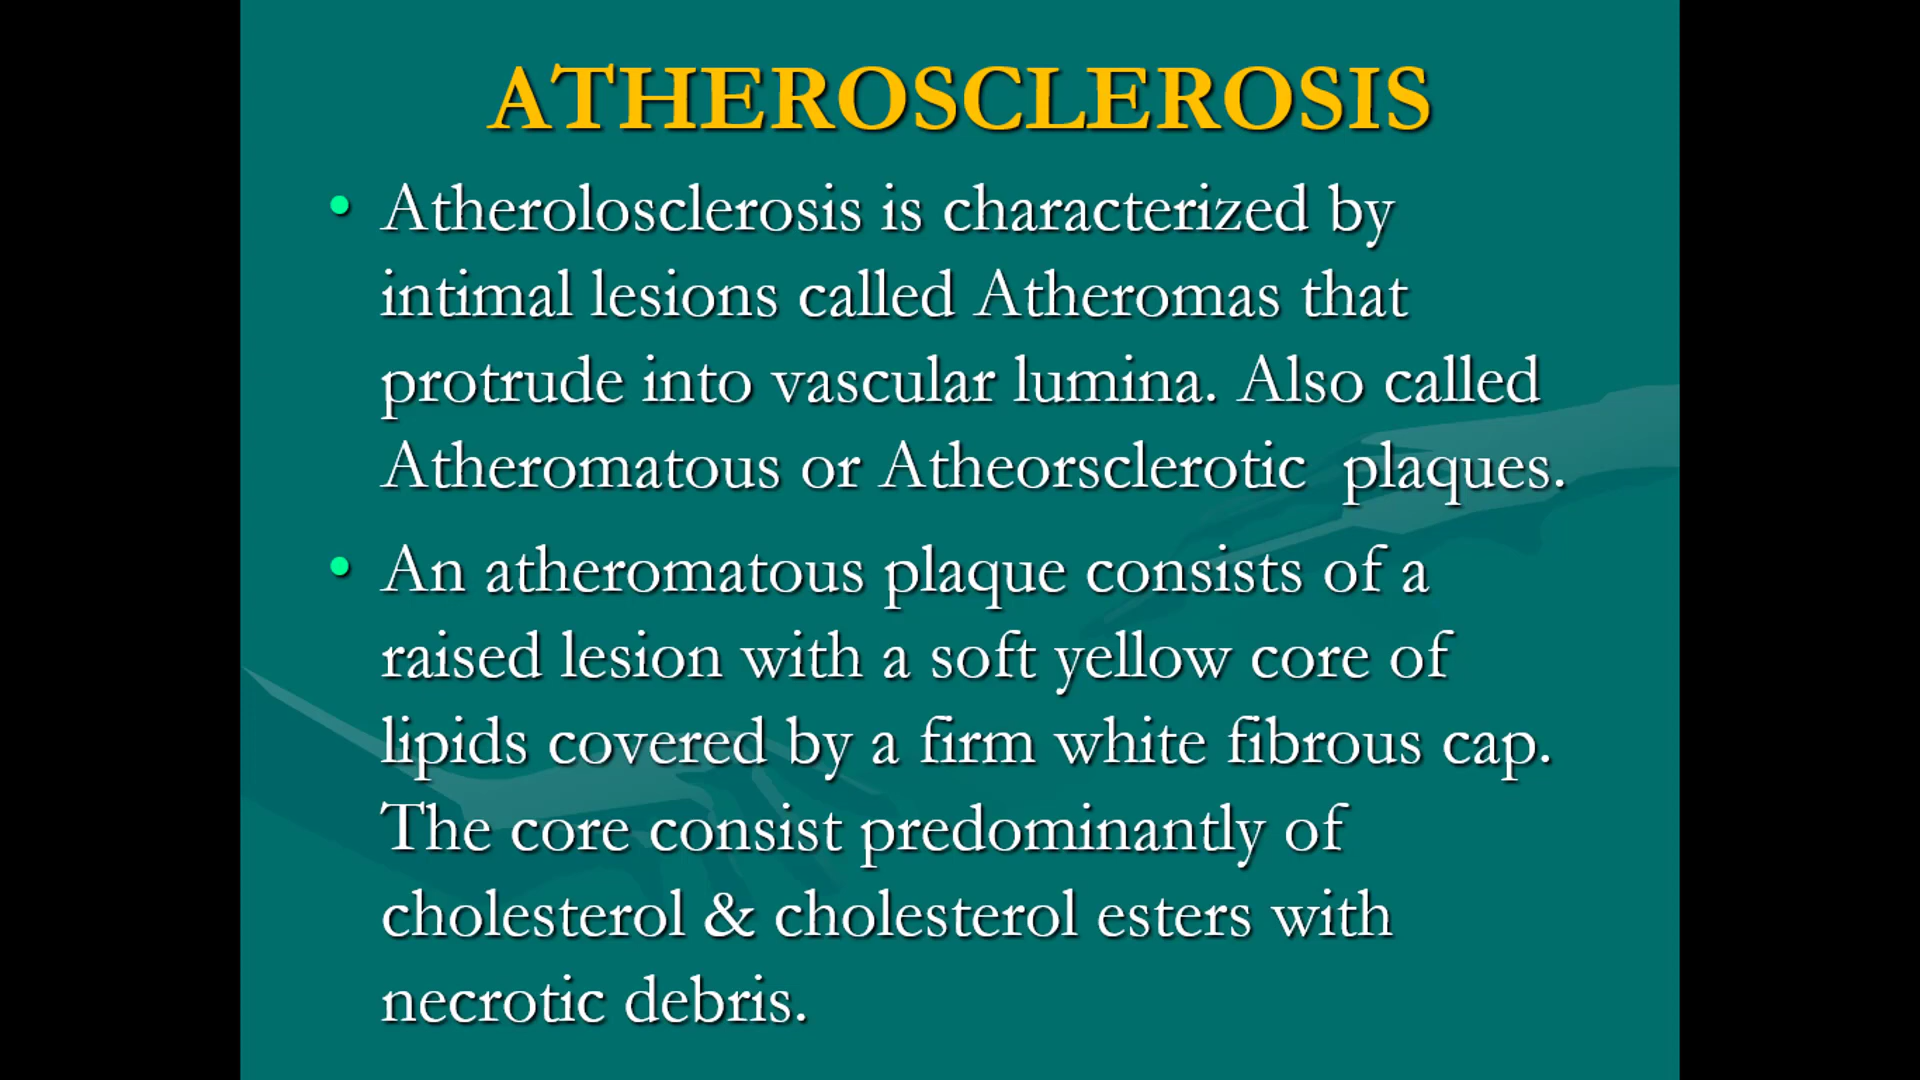 ATHEROSCLEROSIS
• Atherolosclerosis is characterized by
intimal lesions called Atheromas that
protrude into vascular lumina. Also called
Atheromatous or Atheorsclerotic plaques.
• An atheromatous plaque consists of a
raised lesion with a soft yellow core of
lipids covered by a firm white fibrous cap.
The core consist predominantly of
cholesterol & cholesterol esters with
necrotic debris.